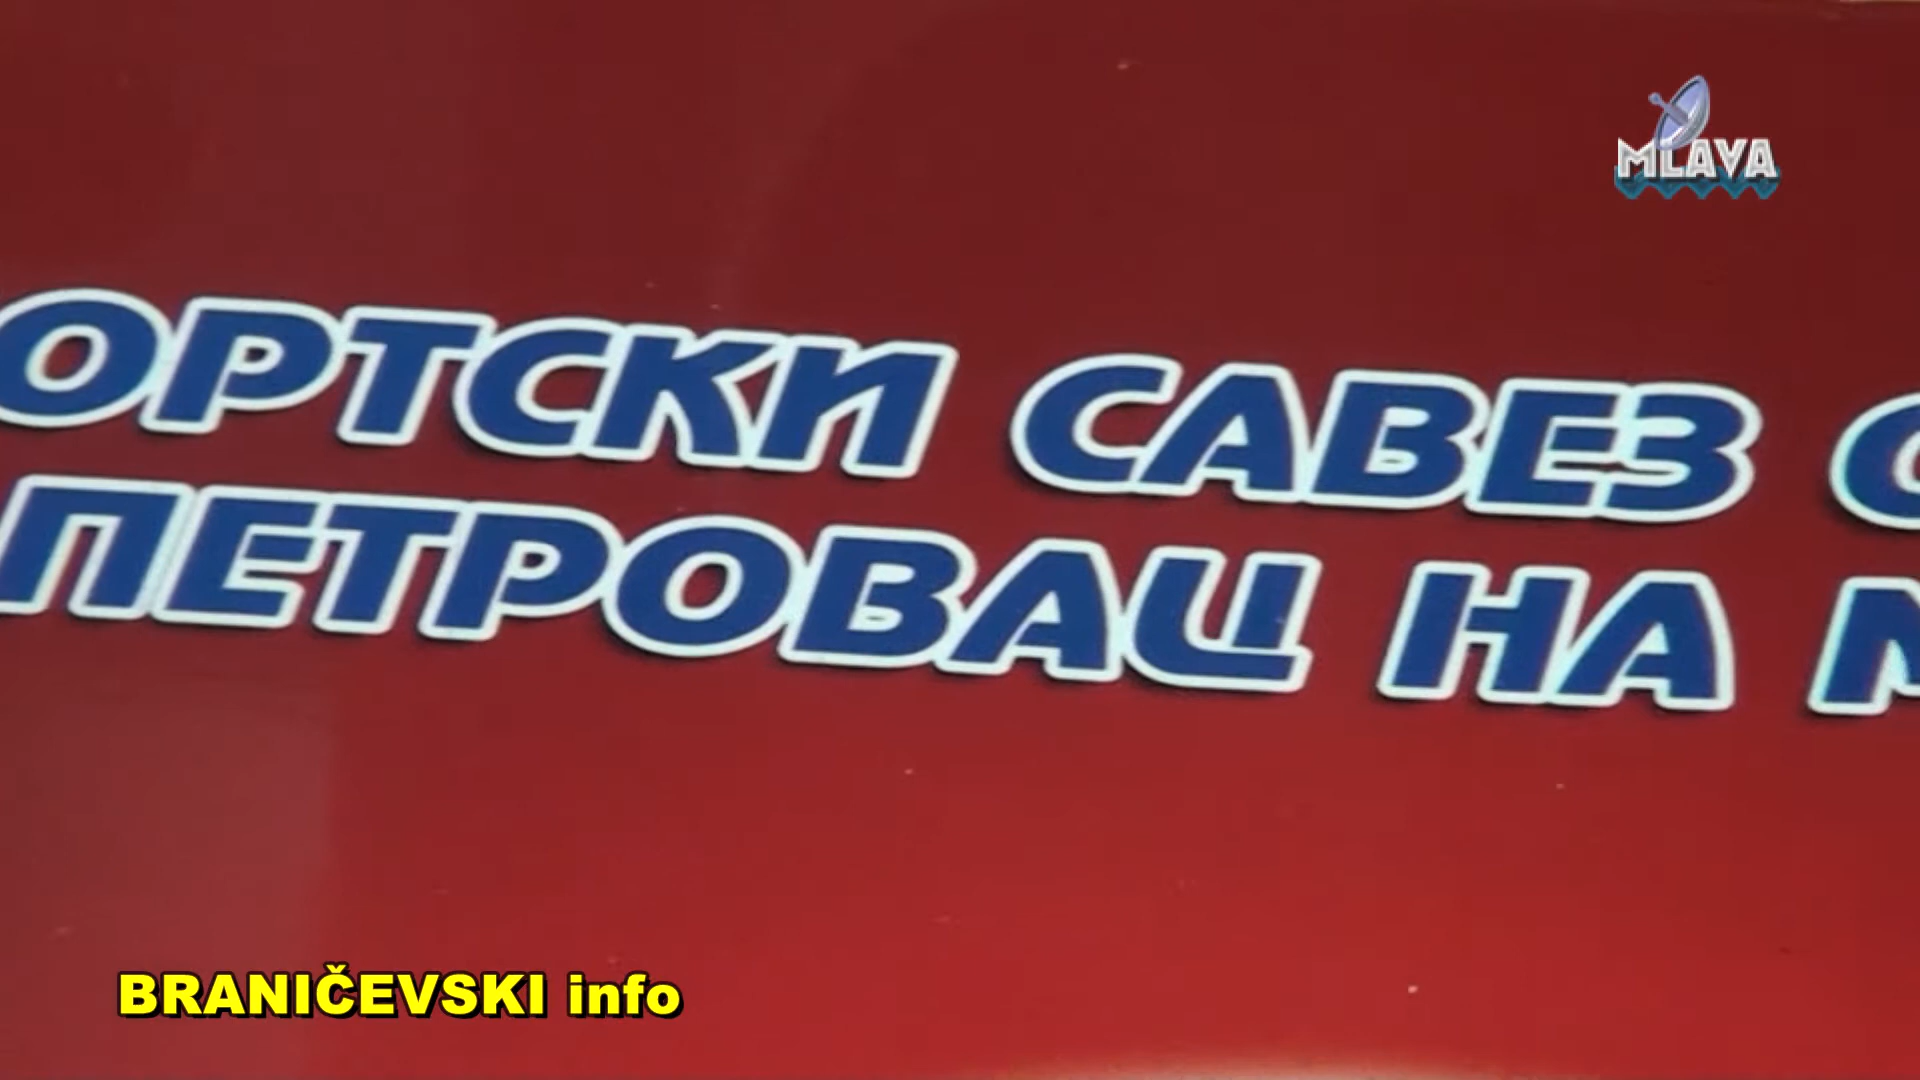 MLAVA
ОРТСКИ САВЕЗ
ПЕТРОВАЦ НА
BRANIČEVSKI info